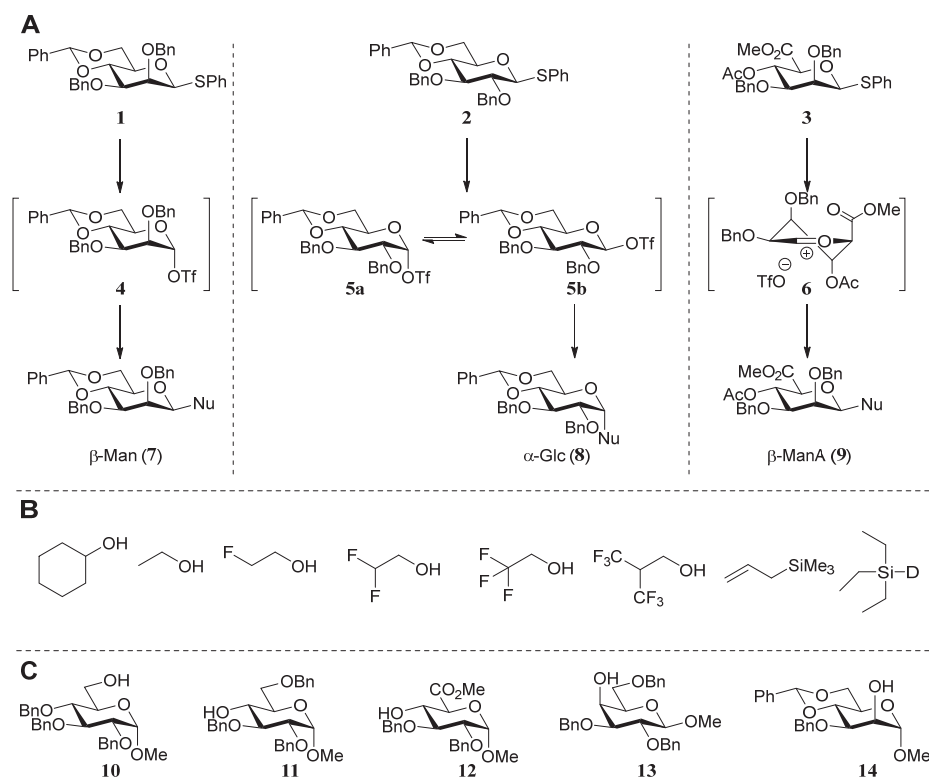 A
Ph O OBn
O O
BnO SPh
1
Ph O
O O
BnO SPh
OBn
2
MeO₂C OBn
AcO O
BnO SPh
3
Ph O OBn
O O
BnO
OTf
4
Ph O
O O
BnO
BnO
OTf
5a
Ph O
O O
BnO OTf
OBn
5b
OBn
O
OMe
BnO O
⊕
⊖
TfO
OAc
6
Ph O OBn
O O
BnO Nu
β-Man (7)
Ph O
O O
BnO
BnO
Nu
α-Glc (8)
MeO₂C OBn
AcO O
BnO Nu
β-ManA (9)
B
OH
OH
F
OH
F
OH
F
F
F
F
OH
F₃C
OH
CF₃
SiMe₃
Si-D
C
OH
BnO O
BnO
BnO
OMe
10
OBn
HO O
BnO
BnO
OMe
11
CO₂Me
HO O
BnO
BnO
OMe
12
OH OBn
O
BnO OMe
OBn
13
Ph O OH
O O
BnO
OMe
14